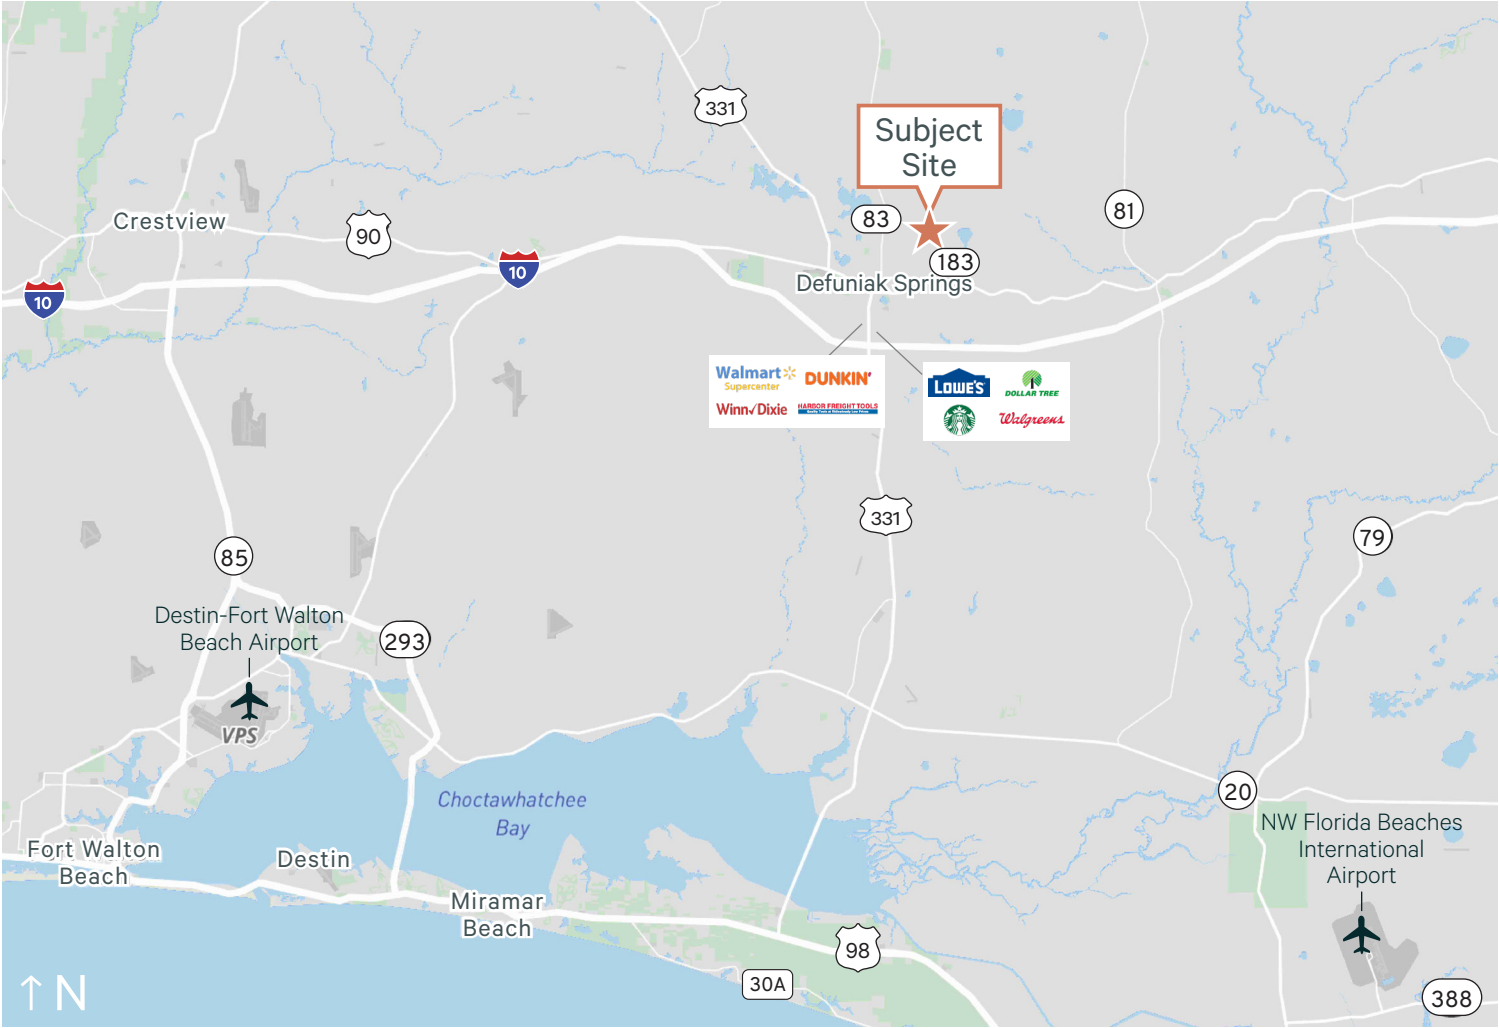 331
Subject
Site
83
81
Crestview
90
10
183
10
Defuniak Springs
Walmart
Supercenter
DUNKIN'
Winn✓Dixie
HARBOR FREIGHT TOOLS
LOWE'S
DOLLAR TREE
Walgreens
331
79
85
Destin-Fort Walton
Beach Airport
293
VPS
Choctawhatchee
Bay
20
NW Florida Beaches
International
Airport
Fort Walton
Beach
Destin
Miramar
Beach
98
30A
↑ N
388